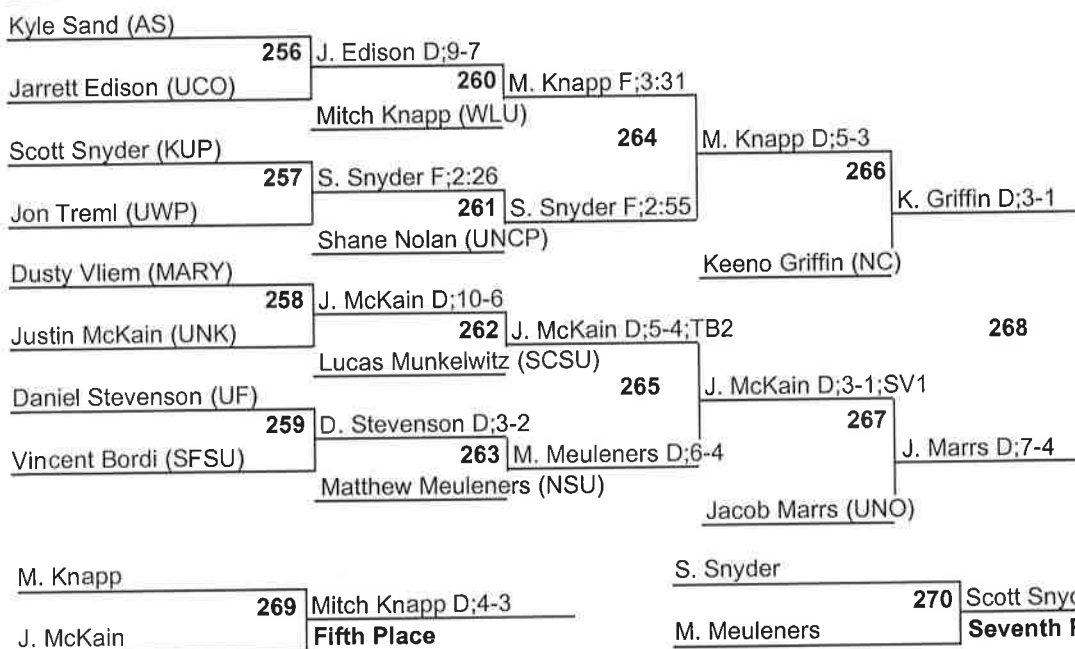 Kyle Sand (AS)
256 J. Edison D;9-7
Jarrett Edison (UCO)
260 M. Knapp F;3:31
Mitch Knapp (WLU)
Scott Snyder (KUP)
264 M. Knapp D;5-3
257 S. Snyder F;2:26
266
Jon Treml (UWP)
261 S. Snyder F;2:55
K. Griffin D;3-1
Shane Nolan (UNCP)
Keeno Griffin (NC)
Dusty Vliem (MARY)
258 J. McKain D;10-6
Justin McKain (UNK)
262 J. McKain D;5-4;TB2
268
Lucas Munkelwitz (SCSU)
Daniel Stevenson (UF)
265 J. McKain D;3-1;SV1
259 D. Stevenson D;3-2
267
Vincent Bordi (SFSU)
263 M. Meuleners D;6-4
J. Marrs D;7-4
Matthew Meuleners (NSU)
Jacob Marrs (UNO)
M. Knapp
269 Mitch Knapp D;4-3
J. McKain
Fifth Place
S. Snyder
270 Scott
M. Meuleners
Seventh